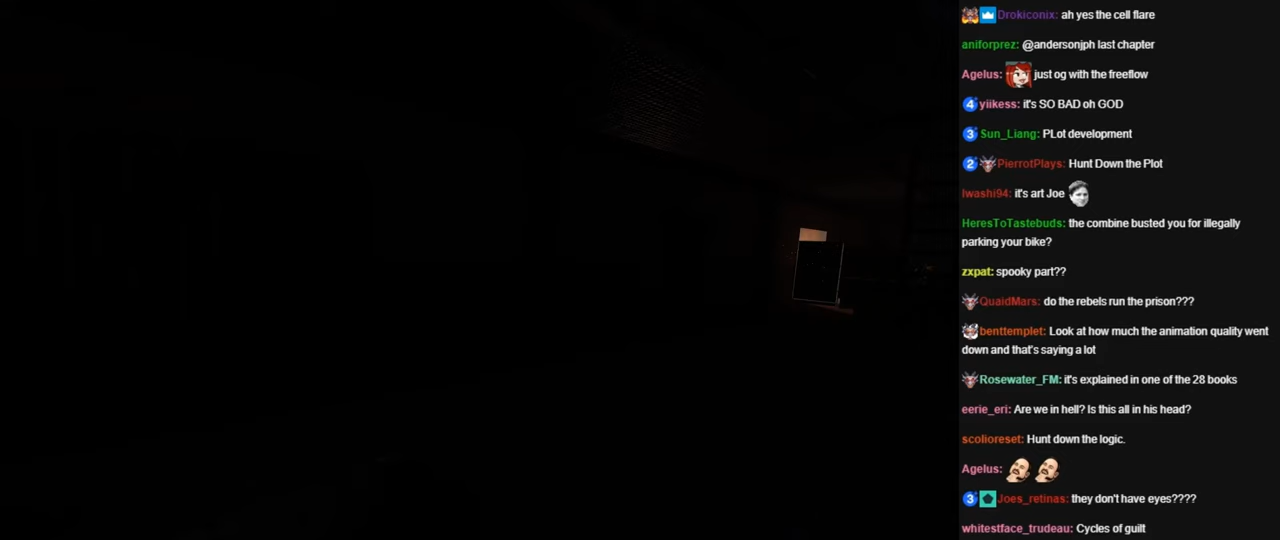 Drokiconix: ah yes the cell flare
aniforprez: @andersonjph last chapter
Agelus: just og with the freeflow
4 yiikess: it's SO BAD oh GOD
3 Sun_Liang: PLot development
2 PierrotPlays: Hunt Down the Plot
Iwashi94: it's art Joe
HeresToTastebuds: the combine busted you for illegally
parking your bike?
zxpat: spooky part??
QuaidMars: do the rebels run the prison???
benttemplet: Look at how much the animation quality went
down and that's saying a lot
Rosewater_FM: it's explained in one of the 28 books
eerie_eri: Are we in hell? Is this all in his head?
scolioreset: Hunt down the logic.
Agelus:
3 Joes_retinas: they don't have eyes????
whitestface_trudeau: Cycles of guilt